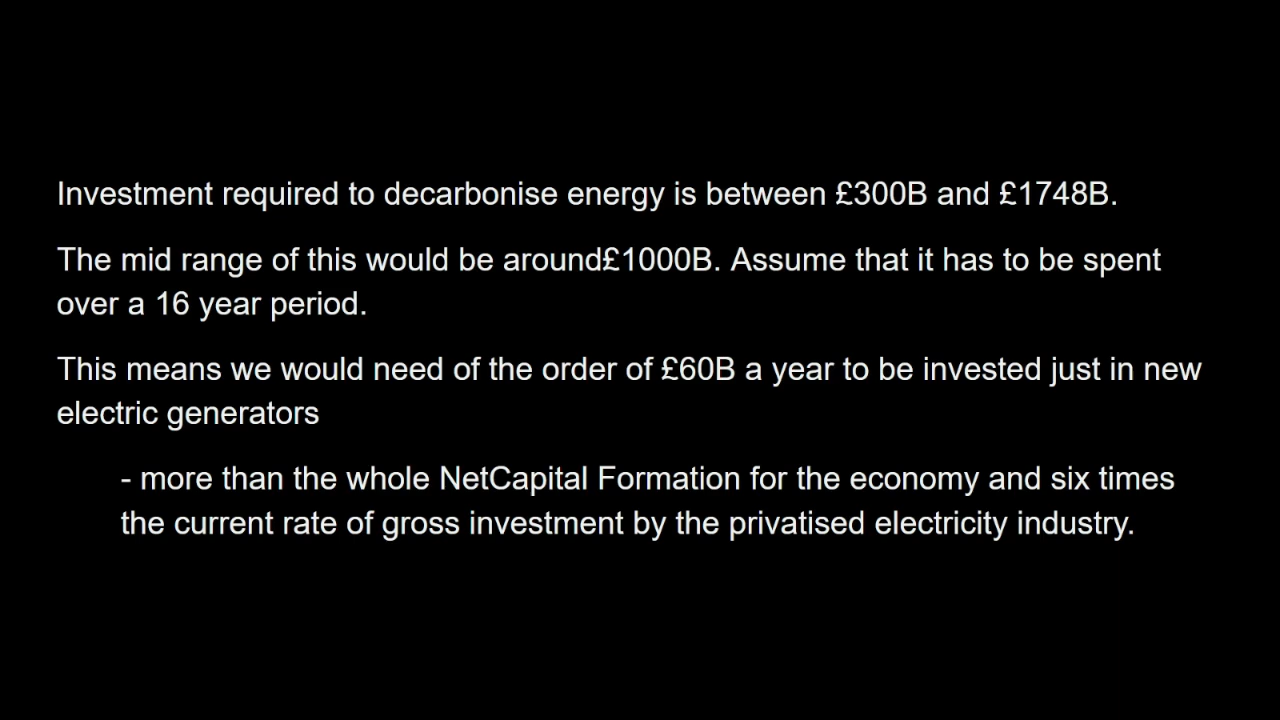 Investment required to decarbonise energy is between £300B and £1748B.
The mid range of this would be around£1000B. Assume that it has to be spent
over a 16 year period.
This means we would need of the order of £60B a year to be invested just in new
electric generators
- more than the whole NetCapital Formation for the economy and six times
the current rate of gross investment by the privatised electricity industry.